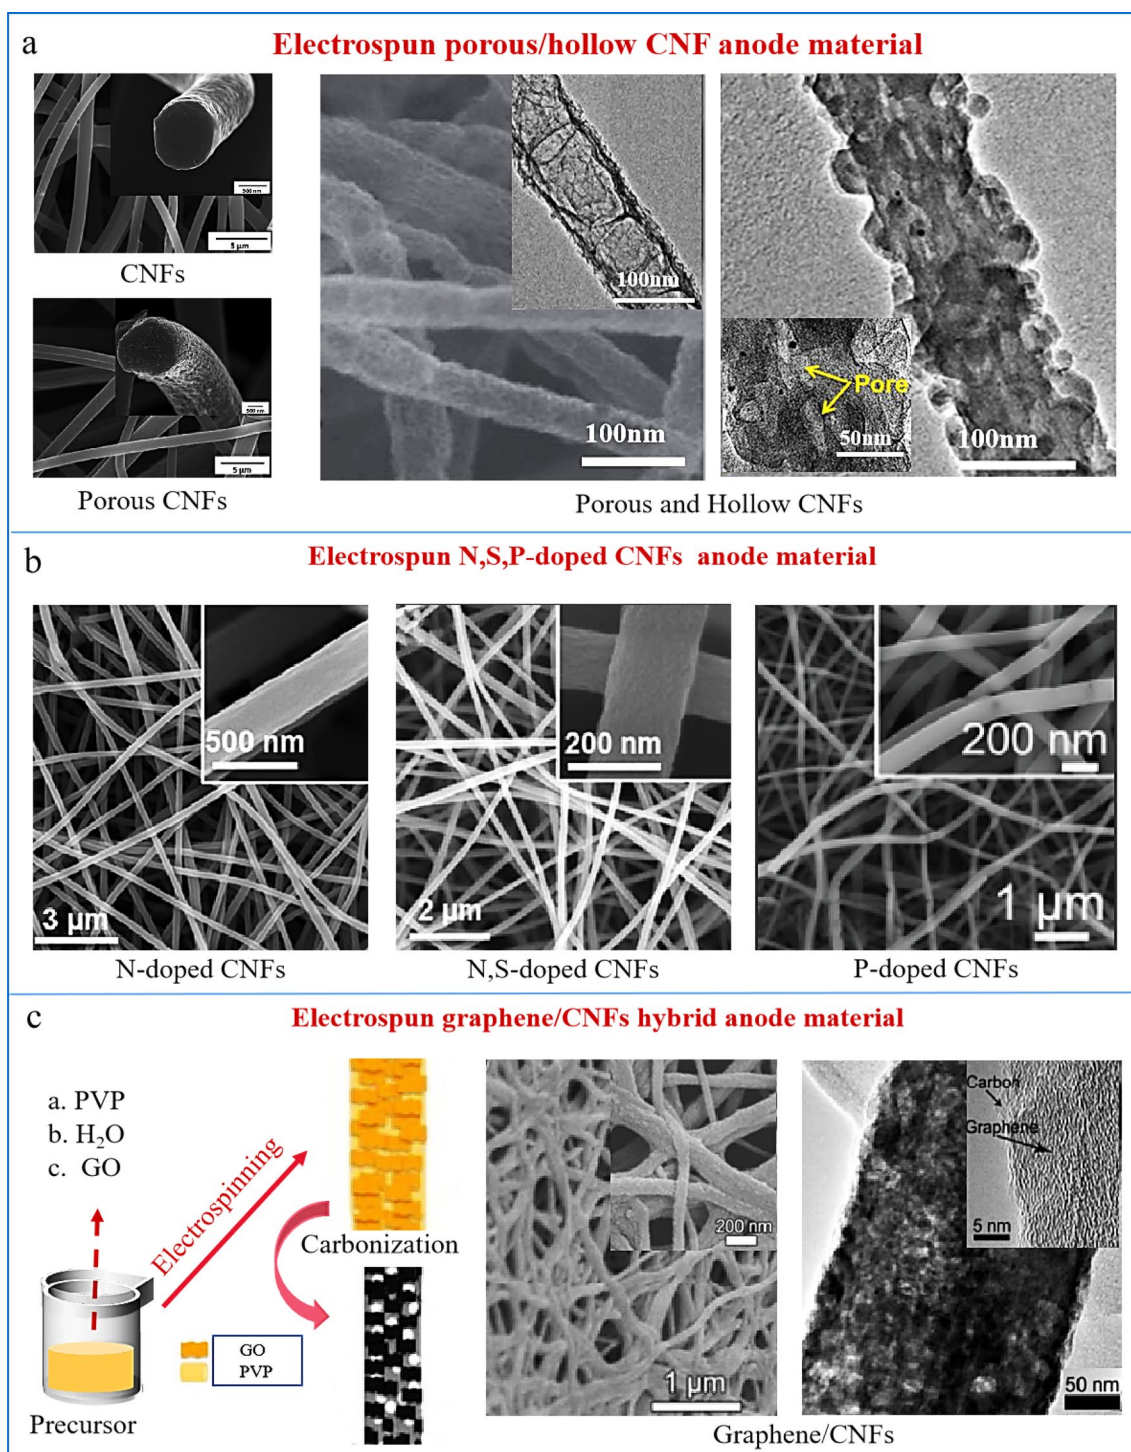 a
Electrospun porous/hollow CNF anode material
500 nm
5 µm
CNFs
500 nm
5 µm
Porous CNFs
100nm
100nm
Pore
50nm
100nm
Porous and Hollow CNFs
b
Electrospun N,S,P-doped CNFs anode material
500 nm
3 µm
N-doped CNFs
200 nm
2 µm
N,S-doped CNFs
200 nm
1 µm
P-doped CNFs
c
Electrospun graphene/CNFs hybrid anode material
a. PVP
b. H₂O
c. GO
Electrospinning
Carbonization
GO
PVP
Precursor
200 nm
1 µm
Carbon
Graphene
5 nm
50 nm
Graphene/CNFs